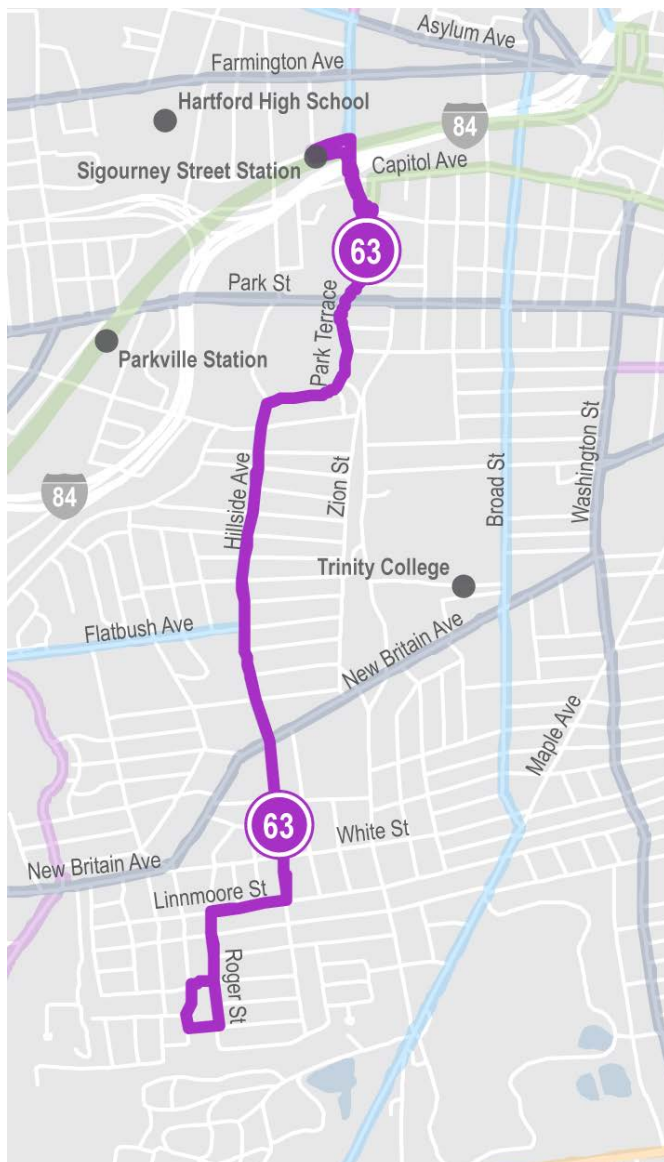 Asylum Ave
Farmington Ave
Hartford High School
84
Sigourney Street Station
Capitol Ave
63
Park St
Park Terrace
Parkville Station
Washington St
Hillside Ave
Zion St
Broad St
84
Trinity College
Flatbush Ave
New Britain Ave
Maple Ave
63
White St
New Britain Ave
Linnmoore St
Roger St